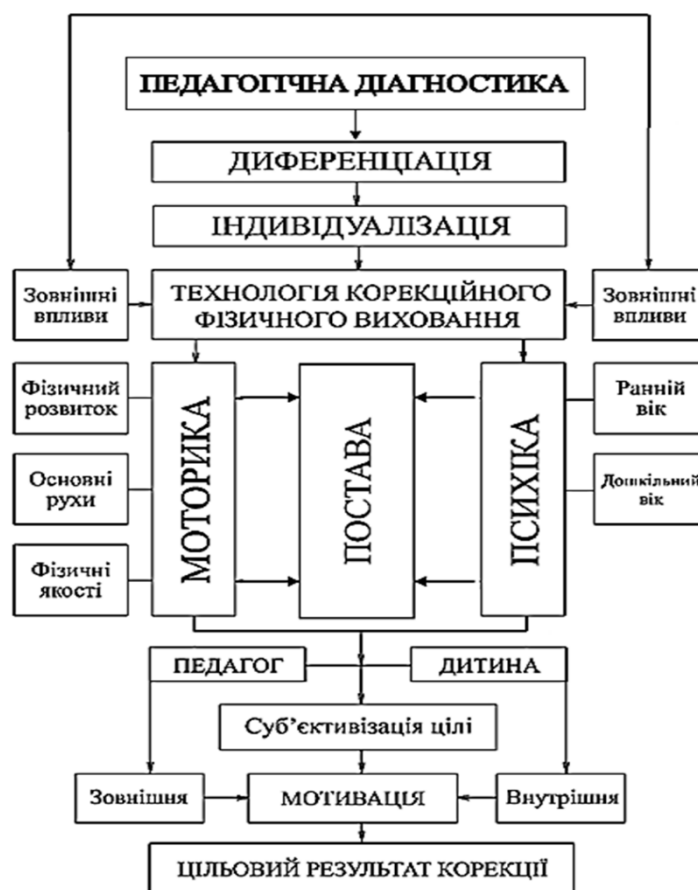 ПЕДАГОГІЧНА ДІАГНОСТИКА
ДИФЕРЕНЦІАЦІЯ
ІНДИВІДУАЛІЗАЦІЯ
Зовнішні
впливи
ТЕХНОЛОГІЯ КОРЕКЦІЙНОГО
ФІЗИЧНОГО ВИХОВАННЯ
Зовнішні
впливи
Фізичний
розвиток
Основні
рухи
Фізичні
якості
МОТОРИКА
ПОСТАВА
ПСИХІКА
Ранній
вік
Дошкільний
вік
ПЕДАГОГ
ДИТИНА
Суб’єктивізація цілі
Зовнішня
МОТИВАЦІЯ
Внутрішня
ЦІЛЬОВИЙ РЕЗУЛЬТАТ КОРЕКЦІЇ